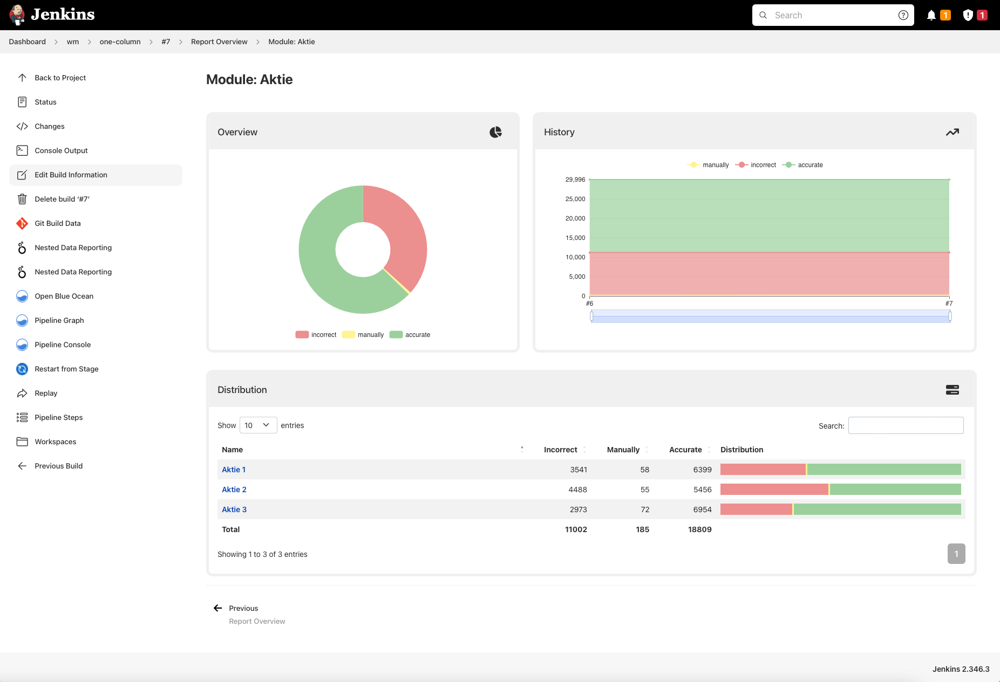 Jenkins
Search
1
1
Dashboard
wm
one-column
#7
Report Overview
Module: Aktie
Back to Project
Status
Changes
Console Output
Edit Build Information
Delete build ‘#7’
Git Build Data
Nested Data Reporting
Nested Data Reporting
Open Blue Ocean
Pipeline Graph
Pipeline Console
Restart from Stage
Replay
Pipeline Steps
Workspaces
Previous Build
Module: Aktie
Overview
incorrect manually accurate
History
manually incorrect accurate
29,996
25,000
20,000
15,000
10,000
5,000
0
#6 #7
Distribution
Show 10 entries
Search:
Name Incorrect Manually Accurate Distribution
Aktie 1 3541 58 6399
Aktie 2 4488 55 5456
Aktie 3 2973 72 6954
Total 11002 185 18809
Showing 1 to 3 of 3 entries
1
Previous
Report Overview
Jenkins 2.346.3